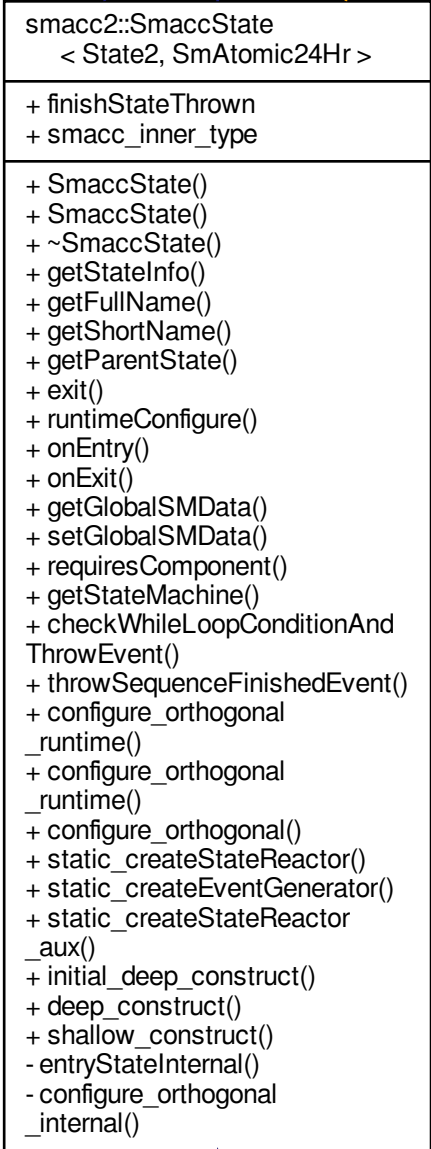 smacc2::SmaccState
< State2, SmAtomic24Hr >
+ finishStateThrown
+ smacc_inner_type
+ SmaccState()
+ SmaccState()
+ ~SmaccState()
+ getStateInfo()
+ getFullName()
+ getShortName()
+ getParentState()
+ exit()
+ runtimeConfigure()
+ onEntry()
+ onExit()
+ getGlobalSMData()
+ setGlobalSMData()
+ requiresComponent()
+ getStateMachine()
+ checkWhileLoopConditionAnd
ThrowEvent()
+ throwSequenceFinishedEvent()
+ configure_orthogonal
_runtime()
+ configure_orthogonal
_runtime()
+ configure_orthogonal()
+ static_createStateReactor()
+ static_createEventGenerator()
+ static_createStateReactor
_aux()
+ initial_deep_construct()
+ deep_construct()
+ shallow_construct()
- entryStateInternal()
- configure_orthogonal
_internal()